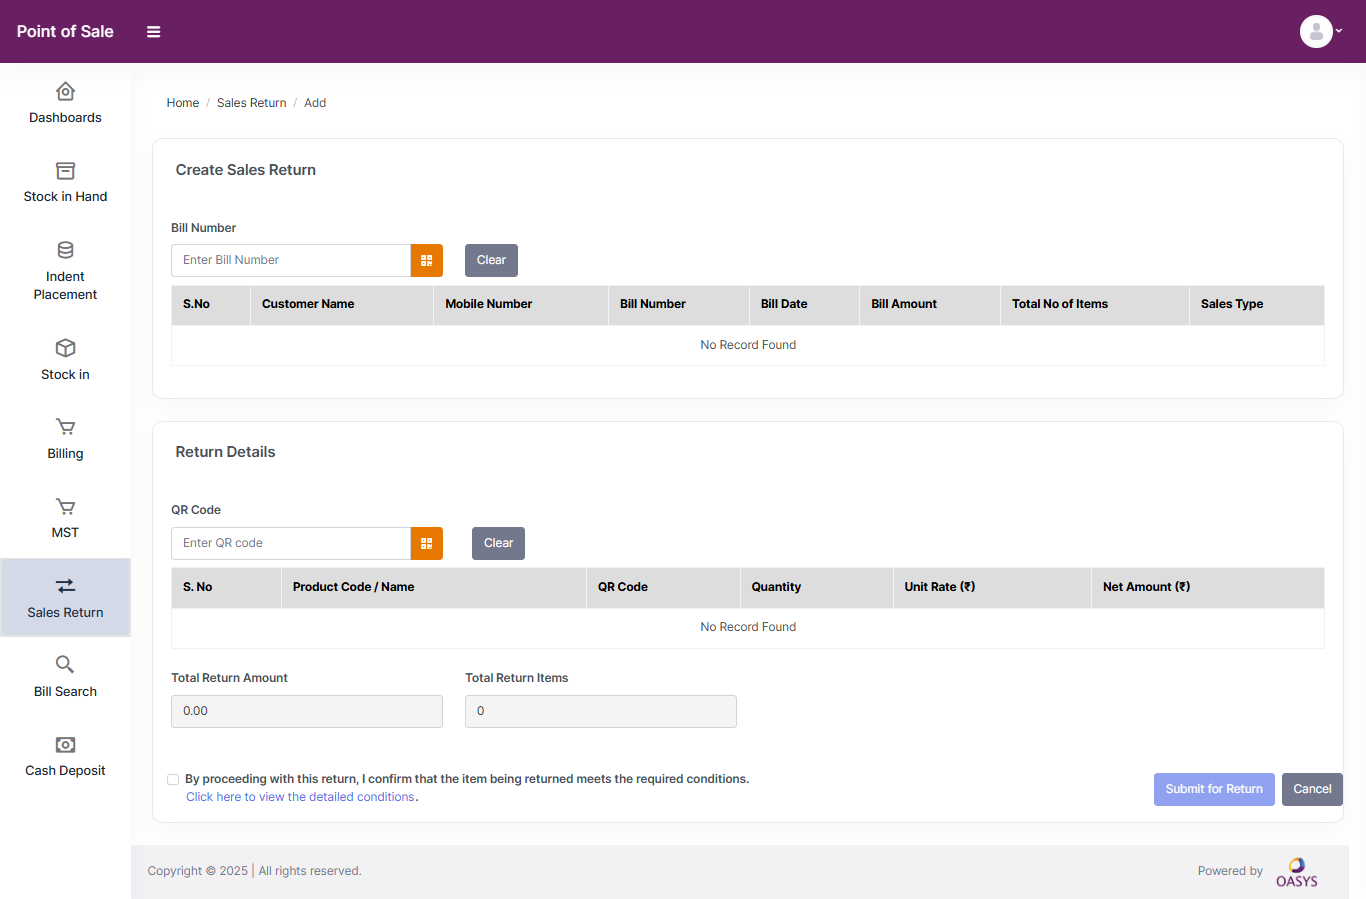 Point of Sale
Home / Sales Return / Add
Dashboards
Stock in Hand
Indent
Placement
Stock in
Billing
MST
Sales Return
Bill Search
Cash Deposit
Create Sales Return
Bill Number
Enter Bill Number
Clear
S.No Customer Name Mobile Number Bill Number Bill Date Bill Amount Total No of Items Sales Type
No Record Found
Return Details
QR Code
Enter QR code
Clear
S. No Product Code / Name QR Code Quantity Unit Rate (₹) Net Amount (₹)
No Record Found
Total Return Amount Total Return Items
0.00 0
By proceeding with this return, I confirm that the item being returned meets the required conditions.
Click here to view the detailed conditions.
Submit for Return Cancel
Copyright © 2025 | All rights reserved. Powered by OASYS